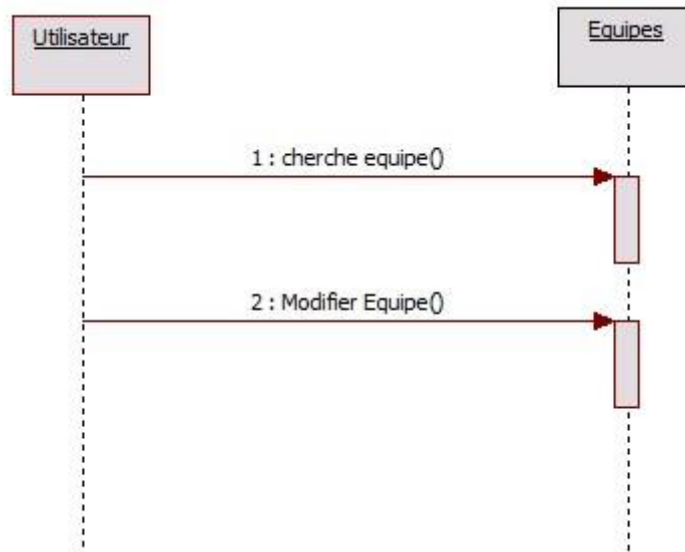 Utilisateur
Equipes
1 : cherche equipe()
2 : Modifier Equipe()